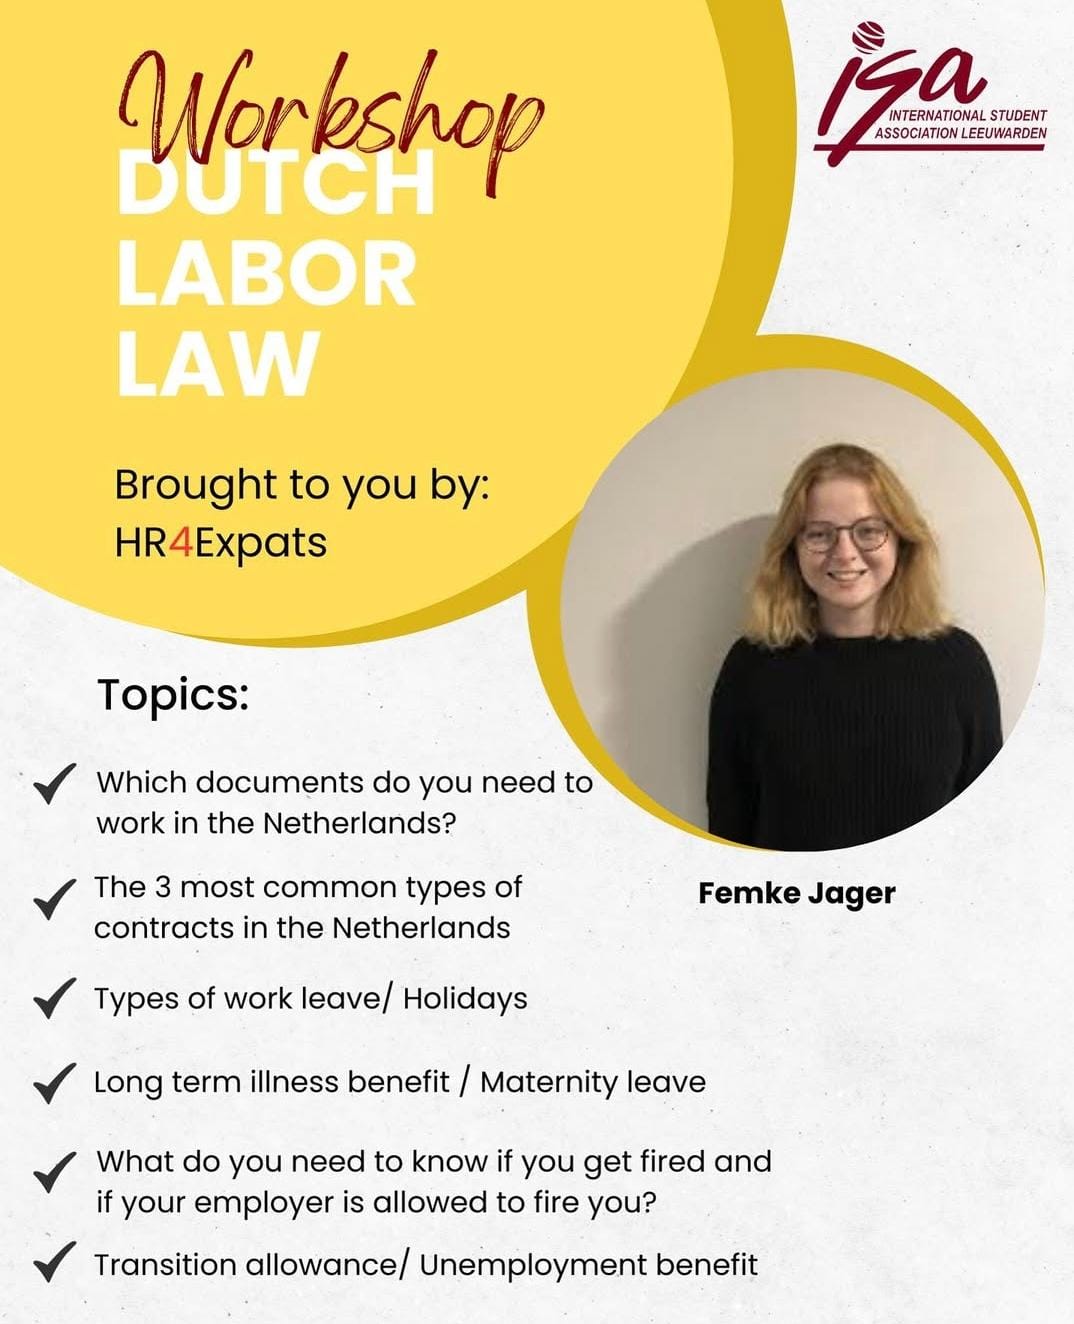 Workshop
DUTCH
LABOR
LAW
isa
INTERNATIONAL STUDENT
ASSOCIATION LEEUWARDEN
Brought to you by:
HR4Expats
Topics:
Which documents do you need to
work in the Netherlands?
The 3 most common types of
contracts in the Netherlands
Femke Jager
Types of work leave/ Holidays
Long term illness benefit / Maternity leave
What do you need to know if you get fired and
if your employer is allowed to fire you?
Transition allowance/ Unemployment benefit